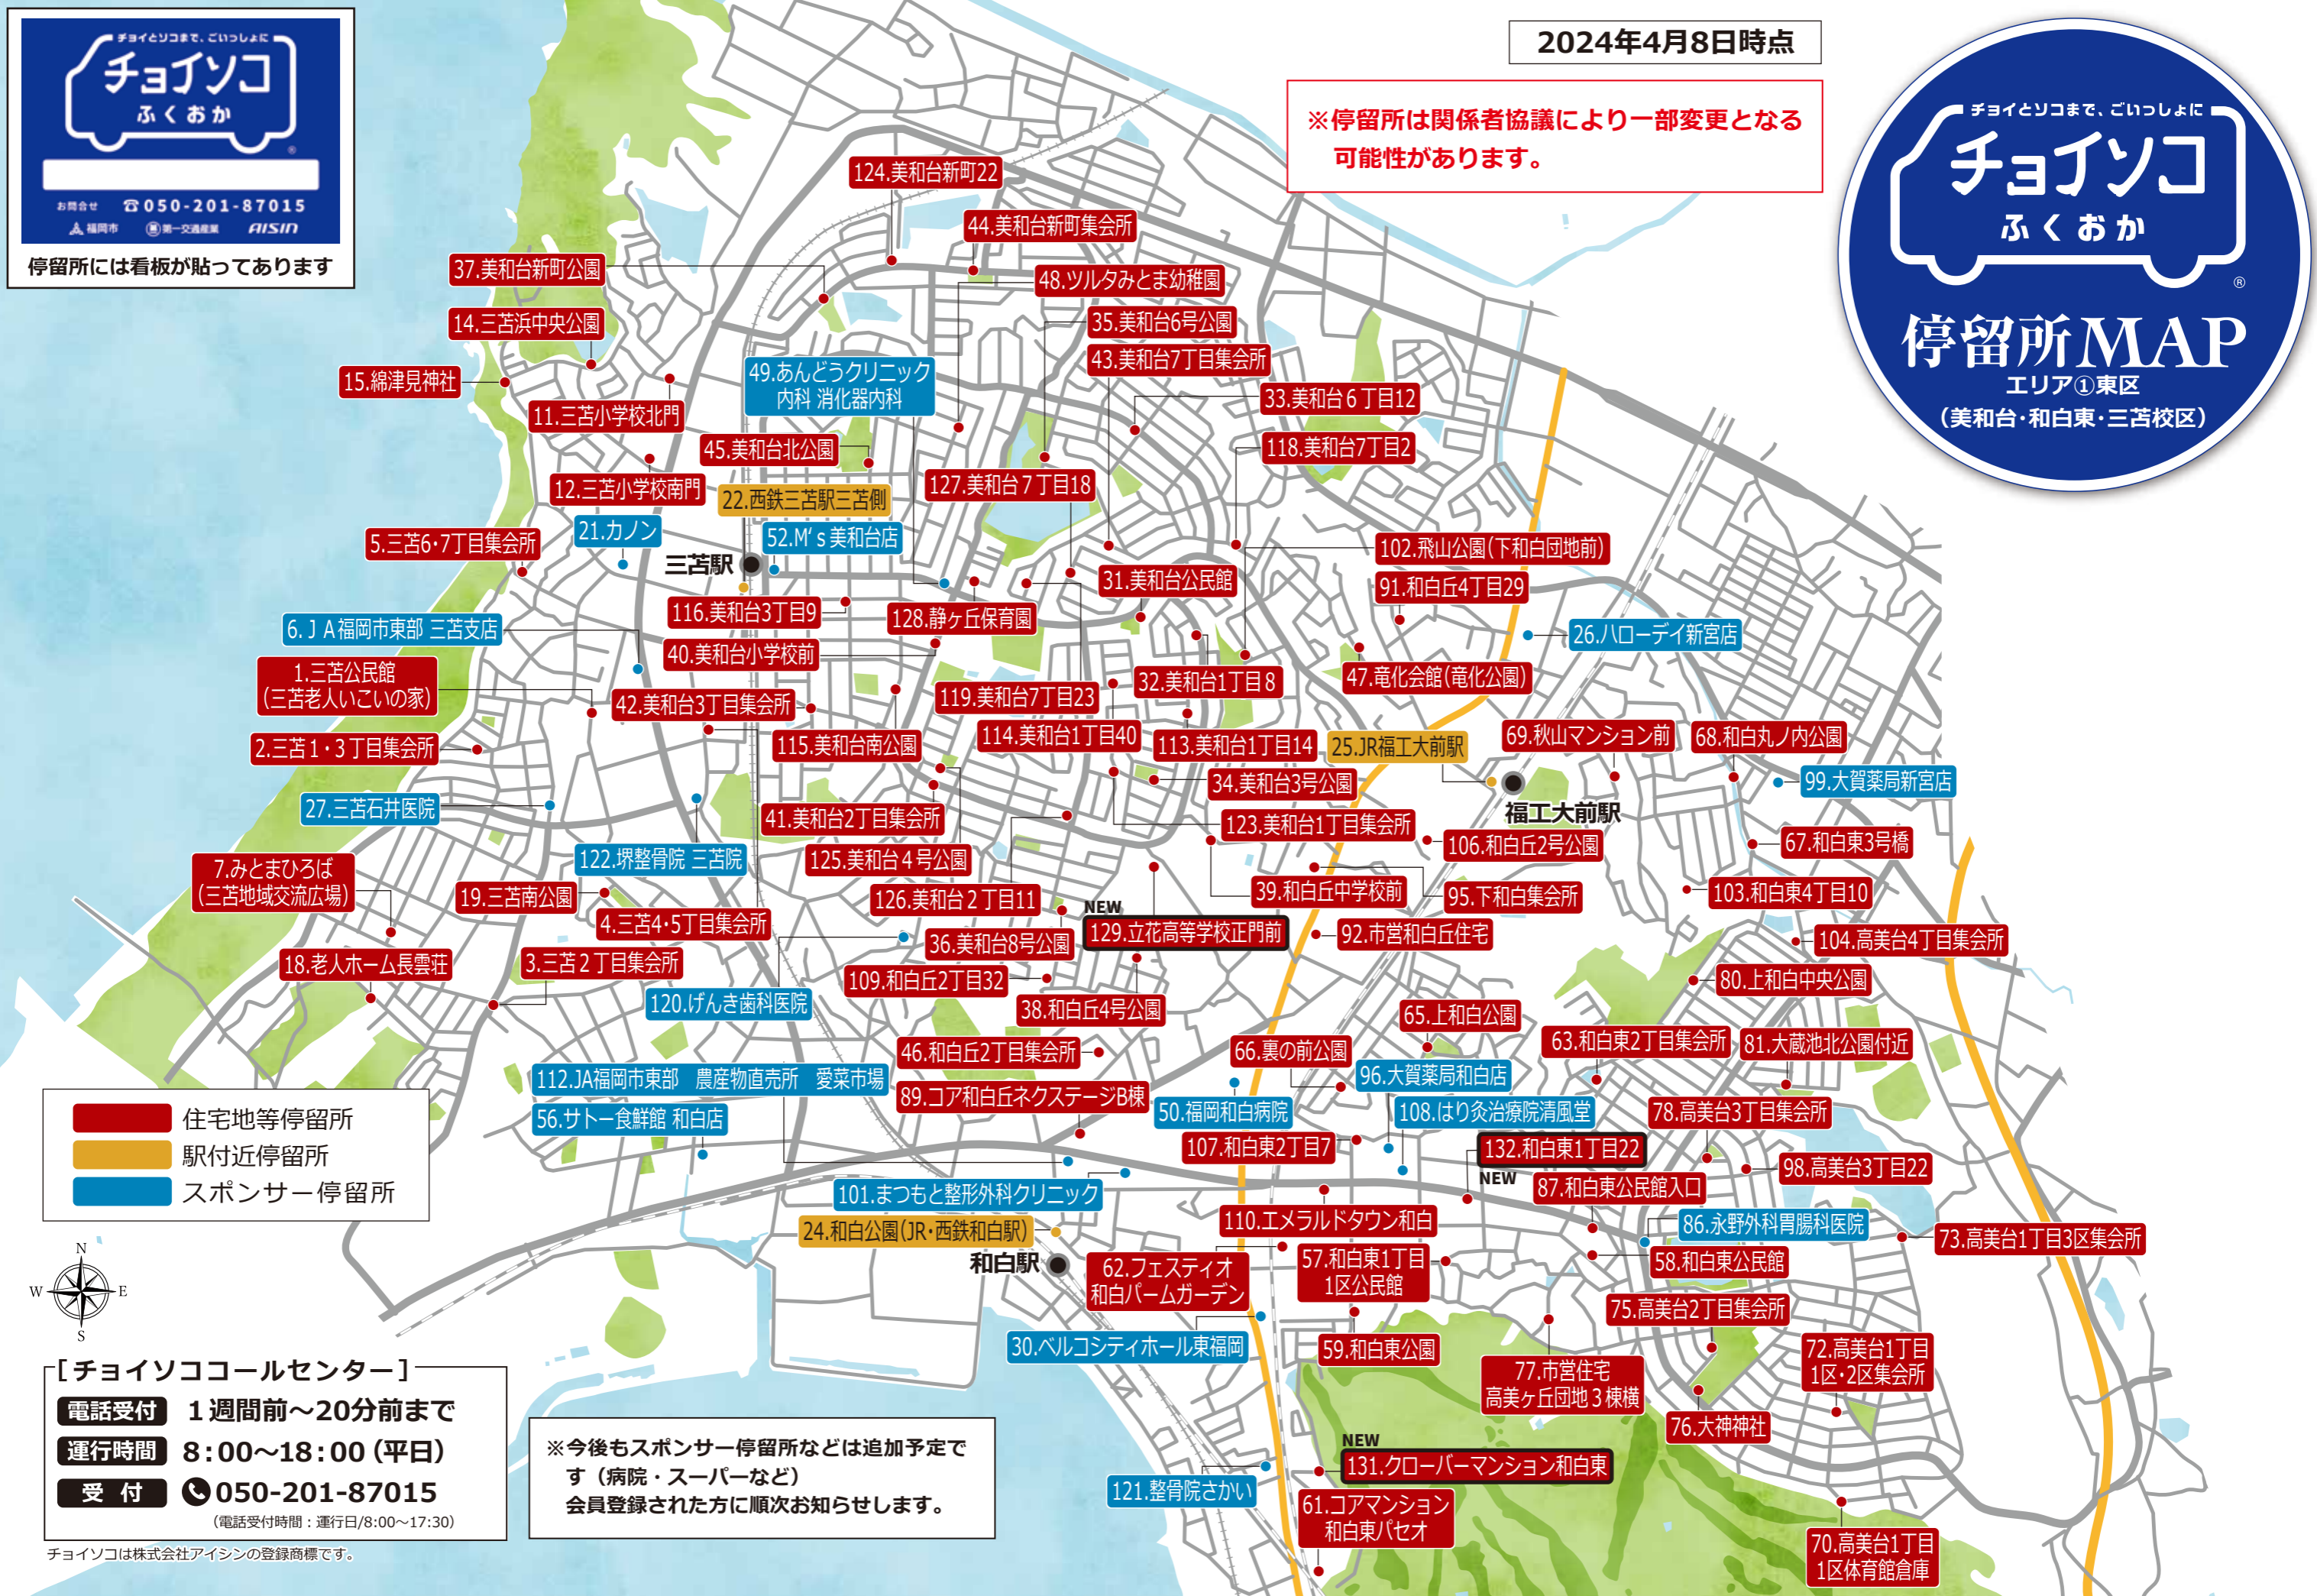 チョイとソコまで、ごいっしょに
チョイソコ
ふくおか
®
お問合せ ☎050-201-87015
福岡市 第一交通産業 AISIN
停留所には看板が貼ってあります
2024年4月8日時点
※停留所は関係者協議により一部変更となる
可能性があります。
チョイとソコまで、ごいっしょに
チョイソコ
ふくおか
®
停留所MAP
エリア①東区
（美和台・和白東・三苫校区）
124.美和台新町22
44.美和台新町集会所
37.美和台新町公園
48.ツルタみとま幼稚園
14.三苫浜中央公園
35.美和台6号公園
43.美和台7丁目集会所
15.綿津見神社
49.あんどうクリニック
内科 消化器内科
33.美和台６丁目12
11.三苫小学校北門
45.美和台北公園
118.美和台7丁目2
12.三苫小学校南門
22.西鉄三苫駅三苫側
127.美和台７丁目18
5.三苫6・7丁目集会所
21.カノン
52.M's 美和台店
三苫駅
102.飛山公園(下和白団地前)
31.美和台公民館
91.和白丘4丁目29
116.美和台3丁目9
128.静ヶ丘保育園
6.ＪＡ福岡市東部 三苫支店
26.ハローデイ新宮店
40.美和台小学校前
1.三苫公民館
(三苫老人いこいの家)
32.美和台1丁目8
47.竜化会館(竜化公園)
42.美和台3丁目集会所
119.美和台7丁目23
2.三苫１・３丁目集会所
115.美和台南公園
114.美和台1丁目40
113.美和台1丁目14
25.JR福工大前駅
69.秋山マンション前
68.和白丸ノ内公園
34.美和台3号公園
99.大賀薬局新宮店
27.三苫石井医院
福工大前駅
41.美和台2丁目集会所
123.美和台1丁目集会所
106.和白丘2号公園
67.和白東3号橋
122.堺整骨院 三苫院
125.美和台４号公園
7.みとまひろば
(三苫地域交流広場)
19.三苫南公園
126.美和台２丁目11
39.和白丘中学校前
95.下和白集会所
103.和白東4丁目10
4.三苫4・5丁目集会所
NEW
129.立花高等学校正門前
36.美和台8号公園
92.市営和白丘住宅
104.高美台4丁目集会所
18.老人ホーム長雲荘
3.三苫２丁目集会所
109.和白丘2丁目32
80.上和白中央公園
120.げんき歯科医院
38.和白丘4号公園
65.上和白公園
46.和白丘2丁目集会所
66.裏の前公園
63.和白東2丁目集会所
81.大蔵池北公園付近
112.JA福岡市東部　農産物直売所　愛菜市場
96.大賀薬局和白店
89.コア和白丘ネクステージB棟
56.サトー食鮮館 和白店
50.福岡和白病院
108.はり灸治療院清風堂
78.高美台3丁目集会所
107.和白東2丁目7
132.和白東1丁目22
NEW
98.高美台3丁目22
101.まつもと整形外科クリニック
87.和白東公民館入口
24.和白公園(JR・西鉄和白駅)
110.エメラルドタウン和白
86.永野外科胃腸科医院
73.高美台1丁目3区集会所
和白駅
62.フェスティオ
和白パームガーデン
57.和白東1丁目
1区公民館
58.和白東公民館
75.高美台2丁目集会所
30.ベルコシティホール東福岡
59.和白東公園
72.高美台1丁目
1区・2区集会所
77.市営住宅
高美ヶ丘団地３棟横
76.大神神社
NEW
131.クローバーマンション和白東
121.整骨院さかい
61.コアマンション
和白東パセオ
70.高美台1丁目
1区体育館倉庫
住宅地等停留所
駅付近停留所
スポンサー停留所
N
W
E
S
[チョイソココールセンター]
電話受付 １週間前〜20分前まで
運行時間 8：00〜18：00（平日）
受 付 050-201-87015
（電話受付時間：運行日/8:00〜17:30）
チョイソコは株式会社アイシンの登録商標です。
※今後もスポンサー停留所などは追加予定で
す（病院・スーパーなど）
会員登録された方に順次お知らせします。